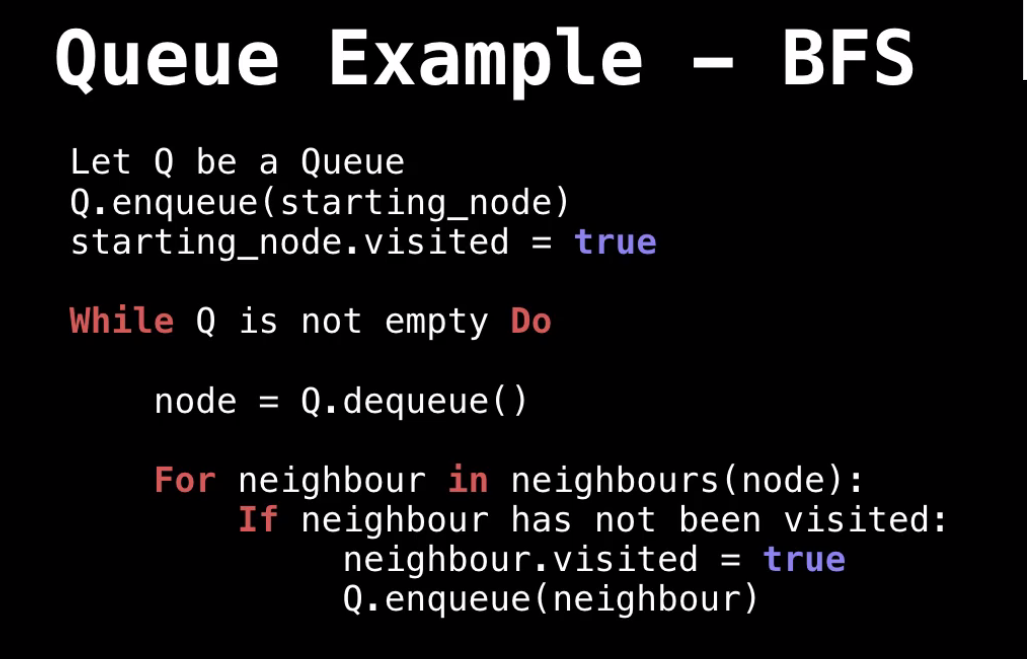 Queue Example – BFS
Let Q be a Queue
Q.enqueue(starting_node)
starting_node.visited = true
While Q is not empty Do
node = Q.dequeue()
For neighbour in neighbours(node):
If neighbour has not been visited:
neighbour.visited = true
Q.enqueue(neighbour)